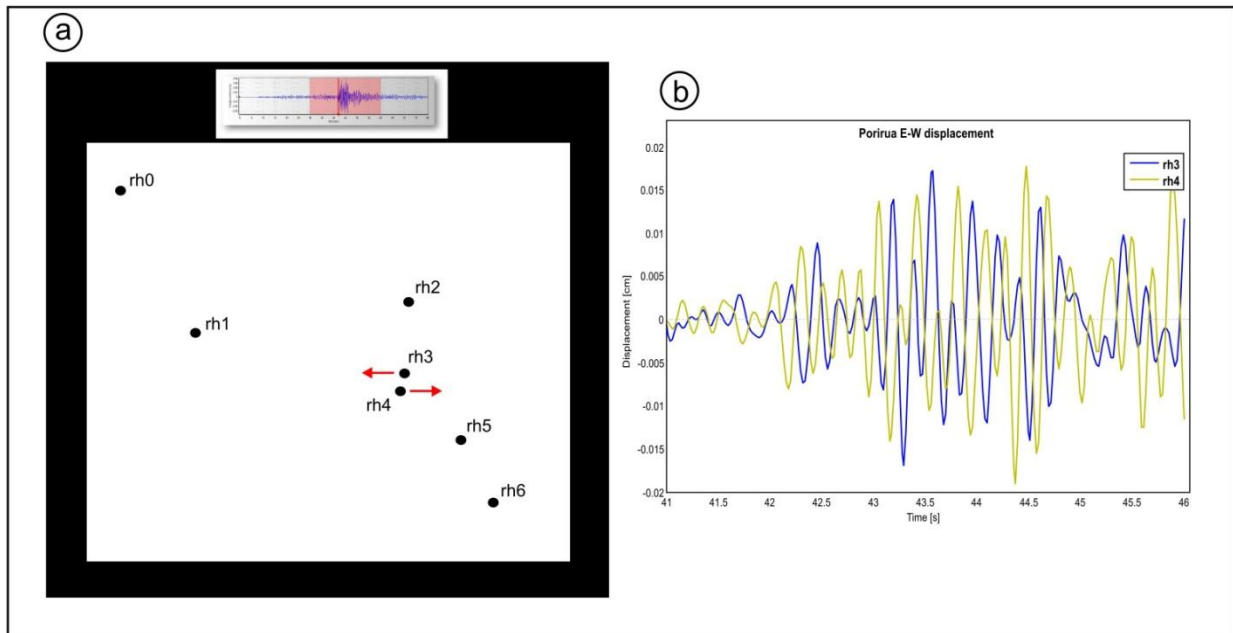 a
rh0
rh2
rh1
rh3
rh4
rh5
rh6
b
Porirua E-W displacement
rh3
rh4
0.02
0.015
0.01
0.005
0
-0.005
-0.01
-0.015
-0.02
Displacement [cm]
41 41.5 42 42.5 43 43.5 44 44.5 45 45.5 46
Time [s]